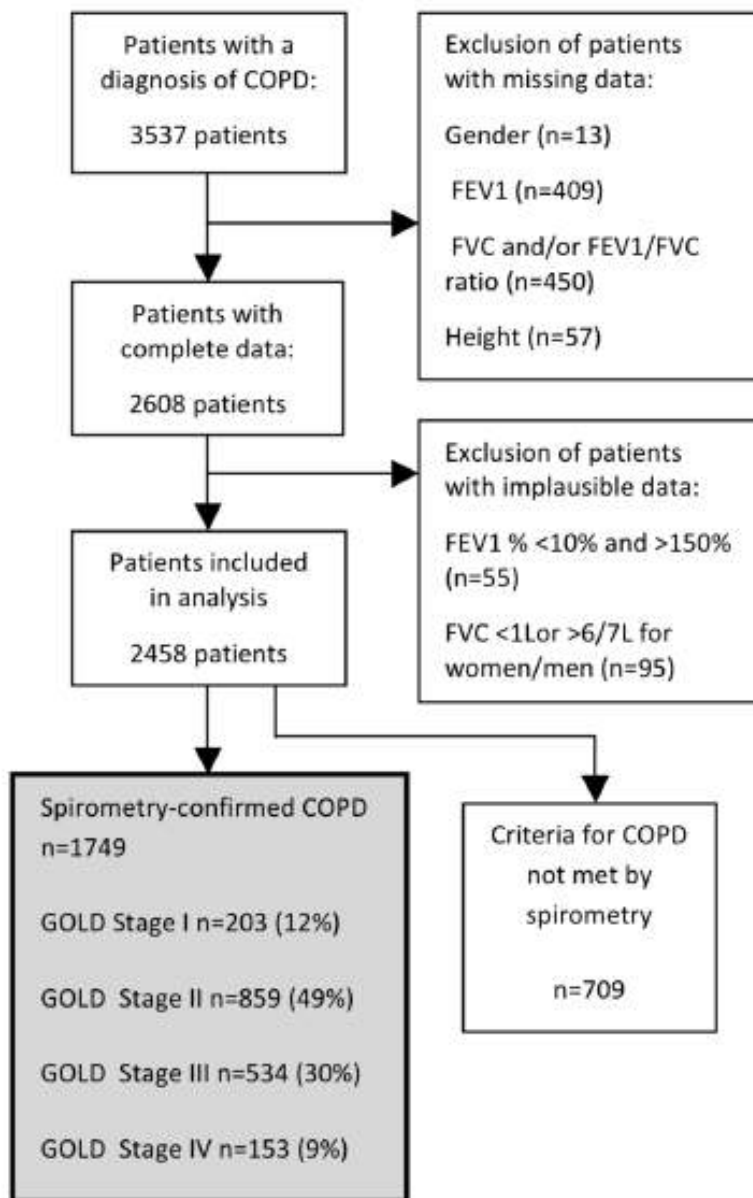 Patients with a
diagnosis of COPD:
3537 patients
Exclusion of patients
with missing data:
Gender (n=13)
FEV1 (n=409)
FVC and/or FEV1/FVC
ratio (n=450)
Height (n=57)
Patients with
complete data:
2608 patients
Exclusion of patients
with implausible data:
FEV1 % <10% and >150%
(n=55)
FVC <1Lor >6/7L for
women/men (n=95)
Patients included
in analysis
2458 patients
Spirometry-confirmed COPD
n=1749
GOLD Stage I n=203 (12%)
GOLD  Stage II n=859 (49%)
GOLD  Stage III n=534 (30%)
GOLD  Stage IV n=153 (9%)
Criteria for COPD
not met by
spirometry
n=709